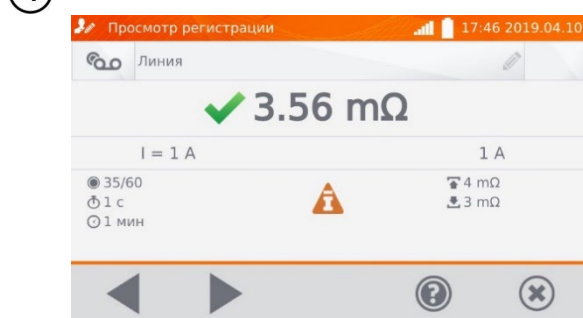 Просмотр регистрации
17:46 2019.04.10
Линия
3.56 mΩ
I = 1 A
1 A
35/60
1 с
1 мин
4 mΩ
3 mΩ